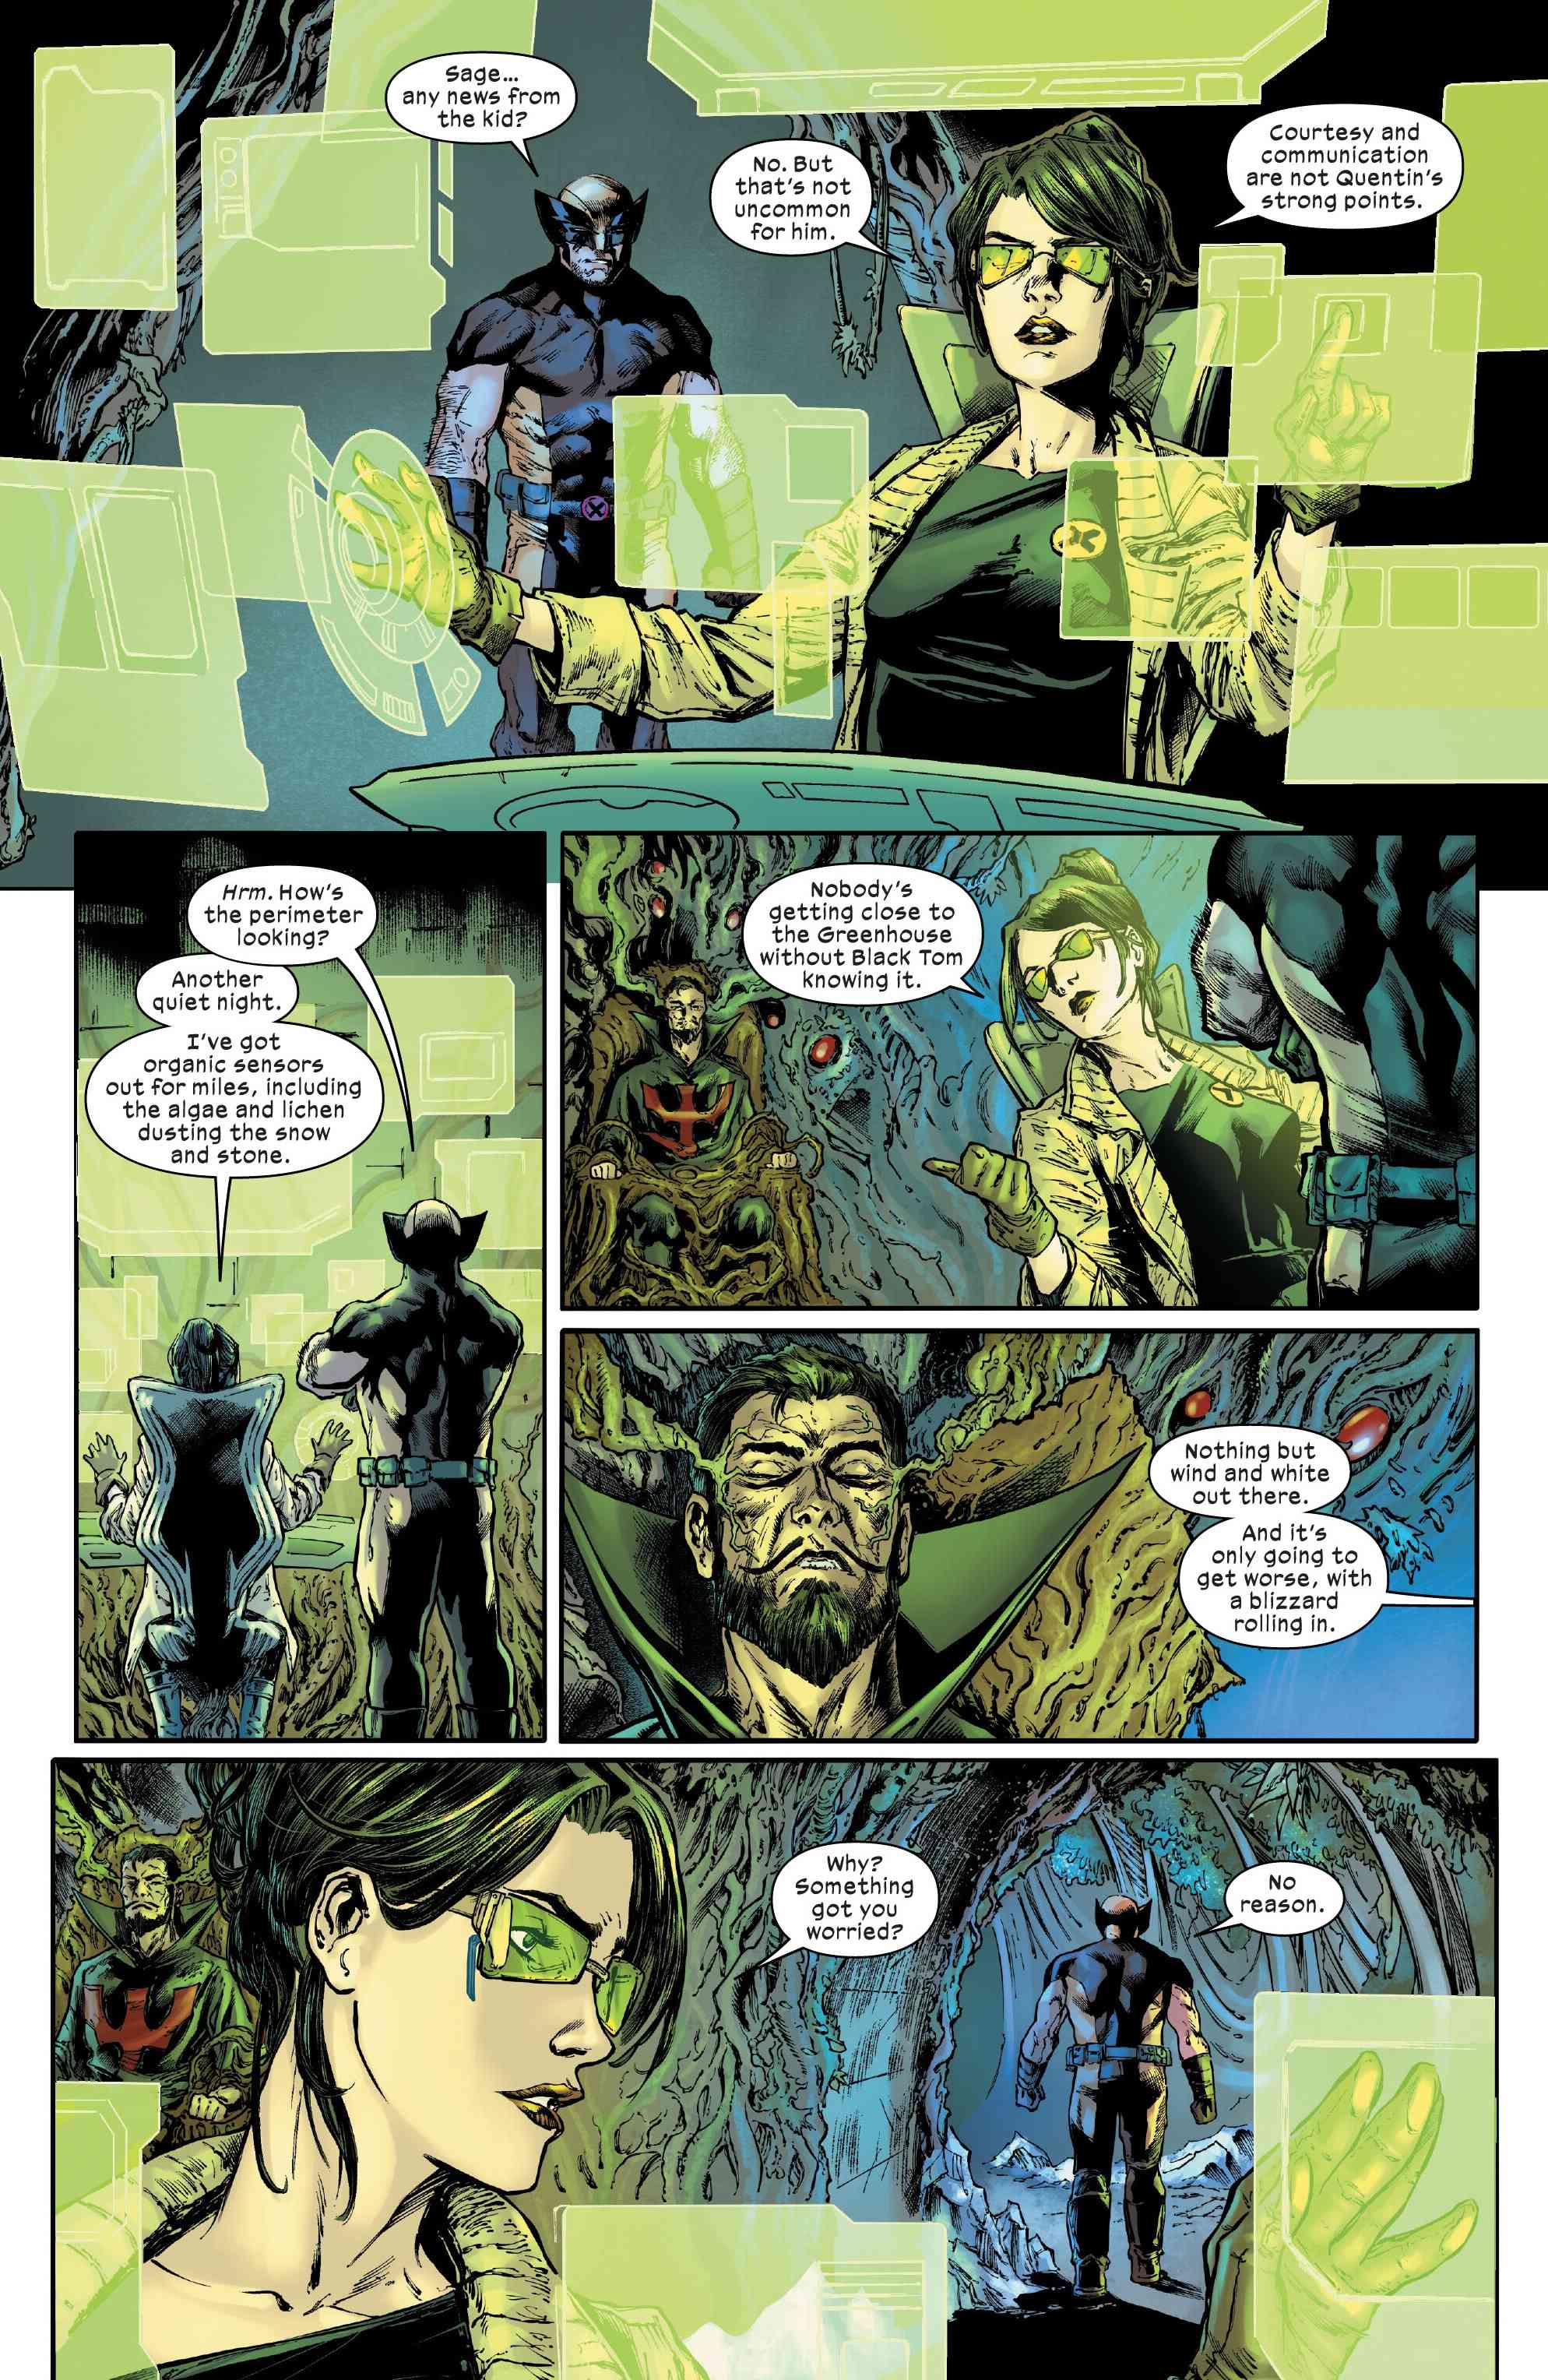 Sage...
any news from
the kid?
No. But
that's not
uncommon
for him.
Courtesy and
communication
are not Quentin's
strong points.
Hrm. How's
the perimeter
looking?
Another
quiet night.
I've got
organic sensors
out for miles, including
the algae and lichen
dusting the snow
and stone.
Nobody's
getting close to
the Greenhouse
without Black Tom
knowing it.
Nothing but
wind and white
out there.
And it's
only going to
get worse, with
a blizzard
rolling in.
Why?
Something
got you
worried?
No
reason.